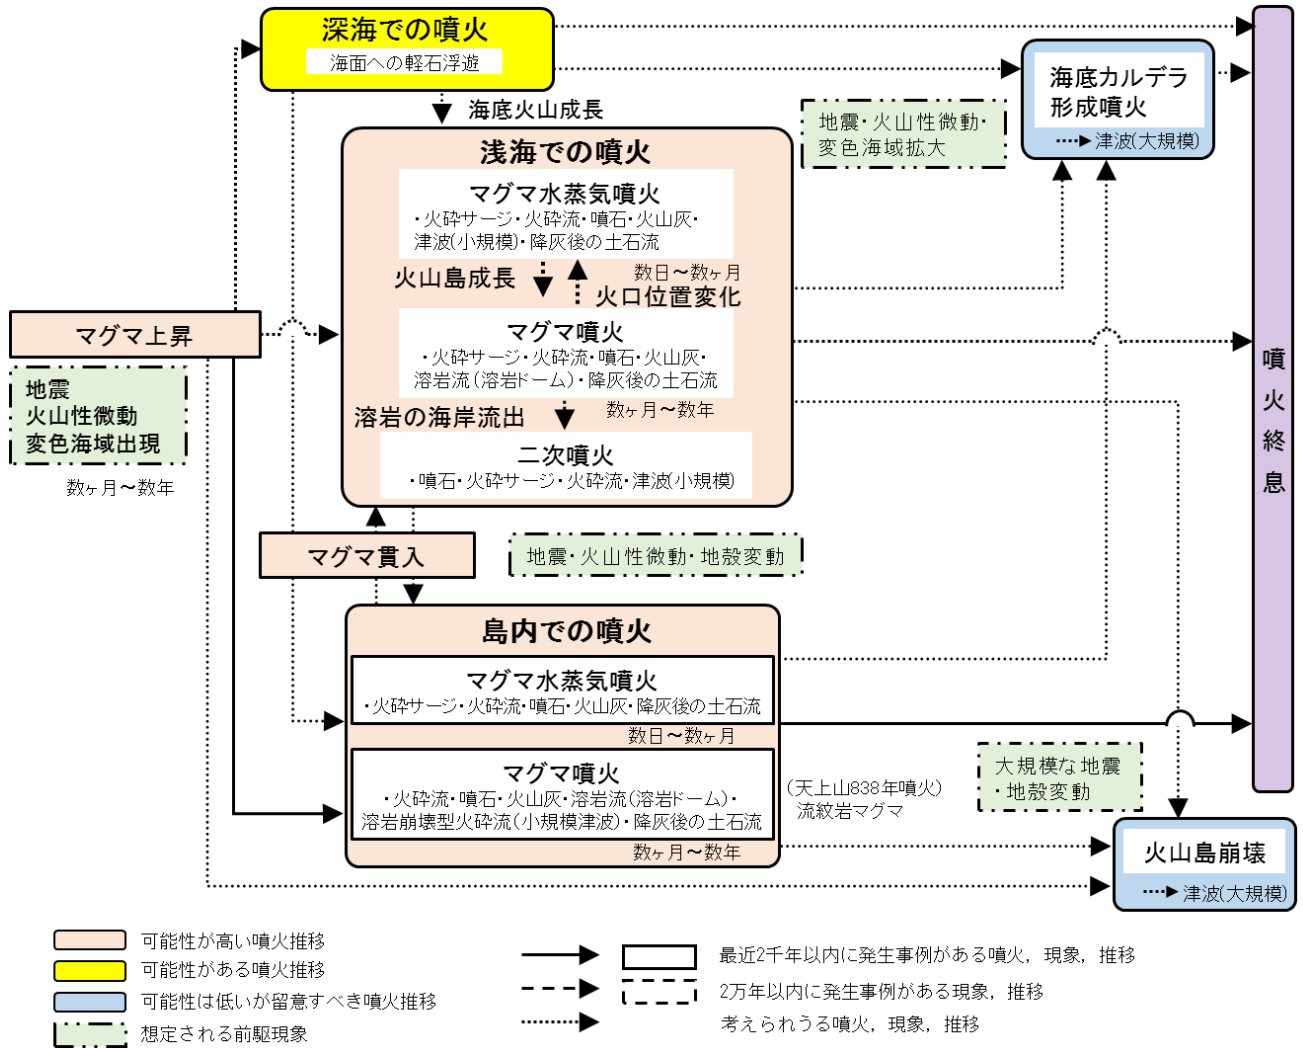 深海での噴火
海面への軽石浮遊
海底火山成長
海底カルデラ
形成噴火
津波(大規模)
地震・火山性微動・
変色海域拡大
浅海での噴火
マグマ水蒸気噴火
・火砕サージ・火砕流・噴石・火山灰・
津波(小規模)・降灰後の土石流
数日～数ヶ月
火山島成長
火口位置変化
マグマ噴火
・火砕サージ・火砕流・噴石・火山灰・
溶岩流(溶岩ドーム)・降灰後の土石流
数ヶ月～数年
溶岩の海岸流出
二次噴火
・噴石・火砕サージ・火砕流・津波(小規模)
マグマ上昇
地震
火山性微動
変色海域出現
数ヶ月～数年
噴火終息
マグマ貫入
地震・火山性微動・地殻変動
島内での噴火
マグマ水蒸気噴火
・火砕サージ・火砕流・噴石・火山灰・降灰後の土石流
数日～数ヶ月
マグマ噴火
・火砕流・噴石・火山灰・溶岩流(溶岩ドーム)・
溶岩崩壊型火砕流(小規模津波)・降灰後の土石流
数ヶ月～数年
(天上山838年噴火)
流紋岩マグマ
大規模な地震
・地殻変動
火山島崩壊
津波(大規模)
可能性が高い噴火推移
可能性がある噴火推移
可能性は低いが留意すべき噴火推移
想定される前駆現象
最近2千年以内に発生事例がある噴火，現象，推移
2万年以内に発生事例がある現象，推移
考えられうる噴火，現象，推移